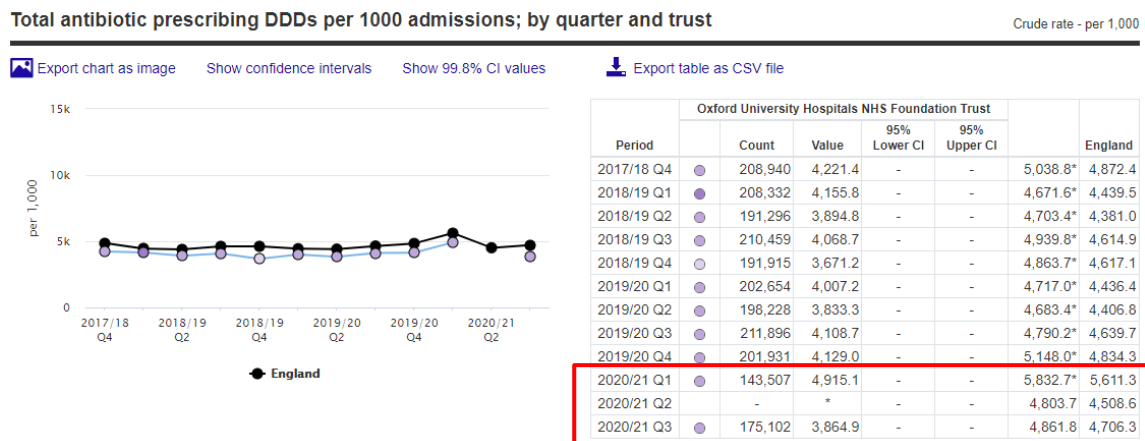 Total antibiotic prescribing DDDs per 1000 admissions; by quarter and trust
Crude rate - per 1,000
Export chart as image Show confidence intervals Show 99.8% CI values
Export table as CSV file
15k
10k
5k
0
per 1,000
2017/18 Q4
2018/19 Q2
2018/19 Q4
2019/20 Q2
2019/20 Q4
2020/21 Q2
England
Oxford University Hospitals NHS Foundation Trust
Period Count Value 95% Lower CI 95% Upper CI England
2017/18 Q4 208,940 4,221.4 - - 5,038.8* 4,872.4
2018/19 Q1 208,332 4,155.8 - - 4,671.6* 4,439.5
2018/19 Q2 191,296 3,894.8 - - 4,703.4* 4,381.0
2018/19 Q3 210,459 4,068.7 - - 4,939.8* 4,614.9
2018/19 Q4 191,915 3,671.2 - - 4,863.7* 4,617.1
2019/20 Q1 202,654 4,007.2 - - 4,717.0* 4,436.4
2019/20 Q2 198,228 3,833.3 - - 4,683.4* 4,406.8
2019/20 Q3 211,896 4,108.7 - - 4,790.2* 4,639.7
2019/20 Q4 201,931 4,129.0 - - 5,148.0* 4,834.3
2020/21 Q1 143,507 4,915.1 - - 5,832.7* 5,611.3
2020/21 Q2 - * - - 4,803.7 4,508.6
2020/21 Q3 175,102 3,864.9 - - 4,861.8 4,706.3